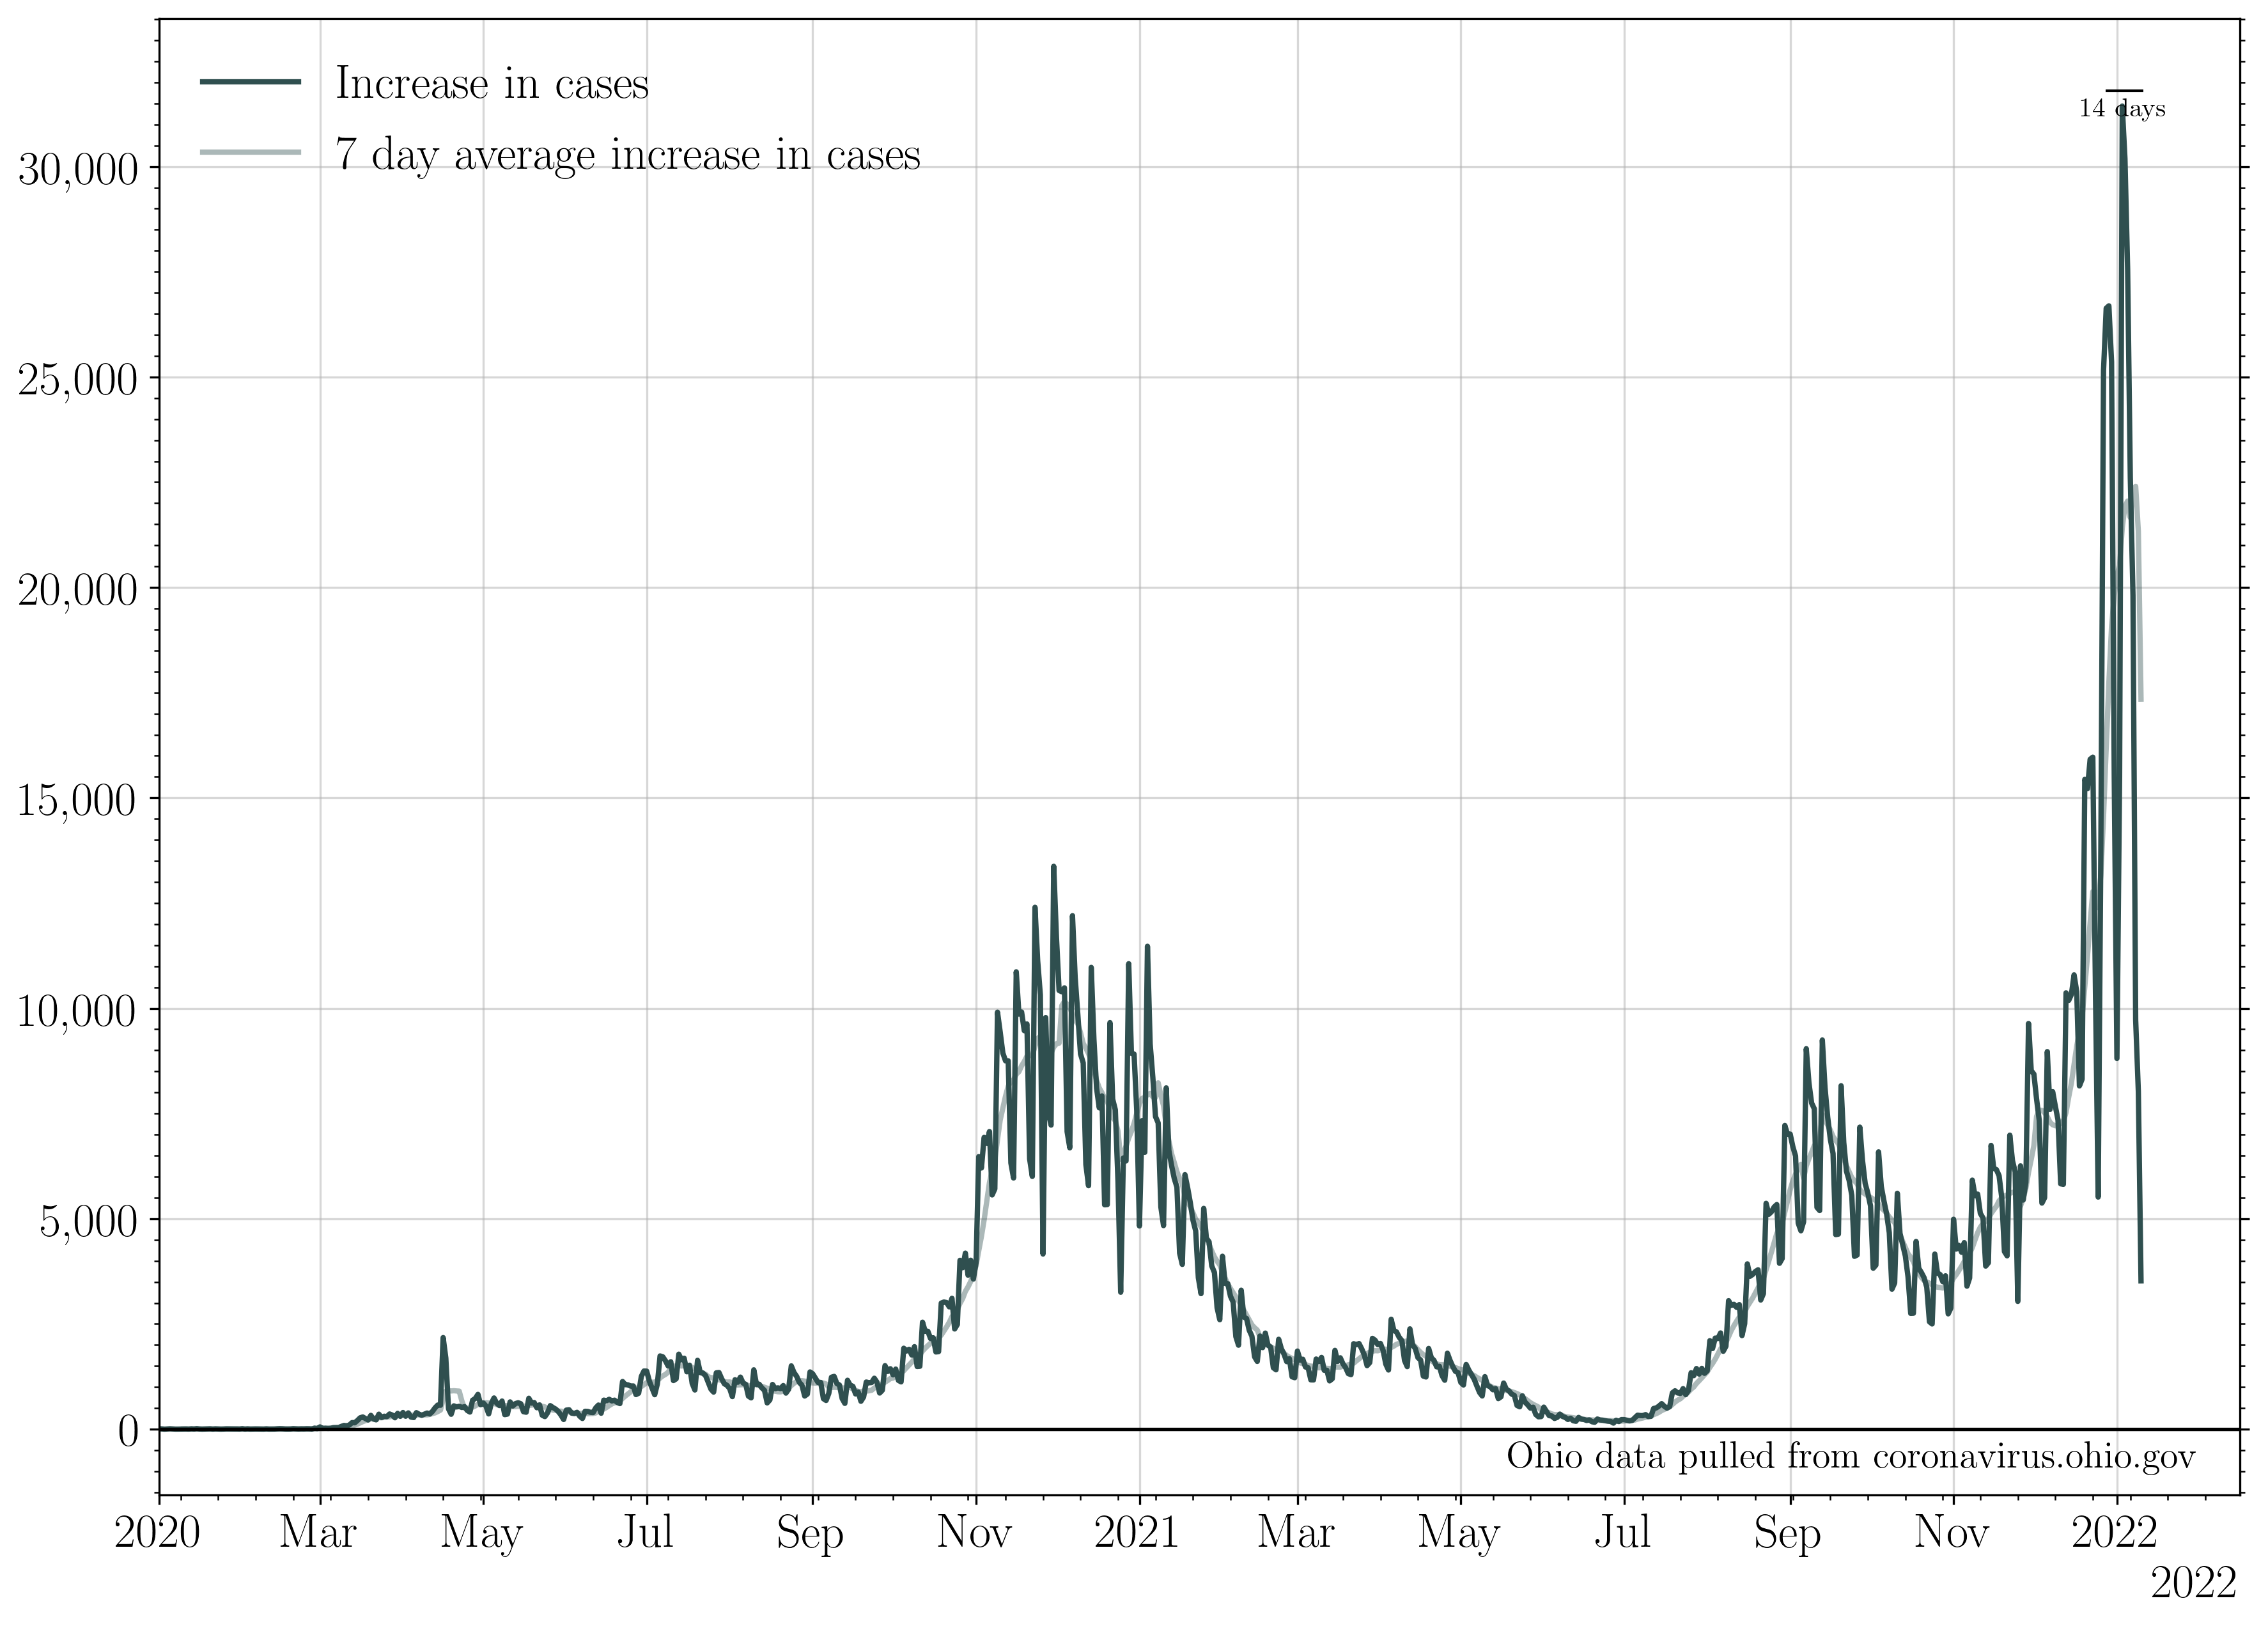 Increase in cases
7 day average increase in cases
14 days
30,000
25,000
20,000
15,000
10,000
5,000
0
Ohio data pulled from coronavirus.ohio.gov
2020 Mar May Jul Sep Nov 2021 Mar May Jul Sep Nov 2022
2022